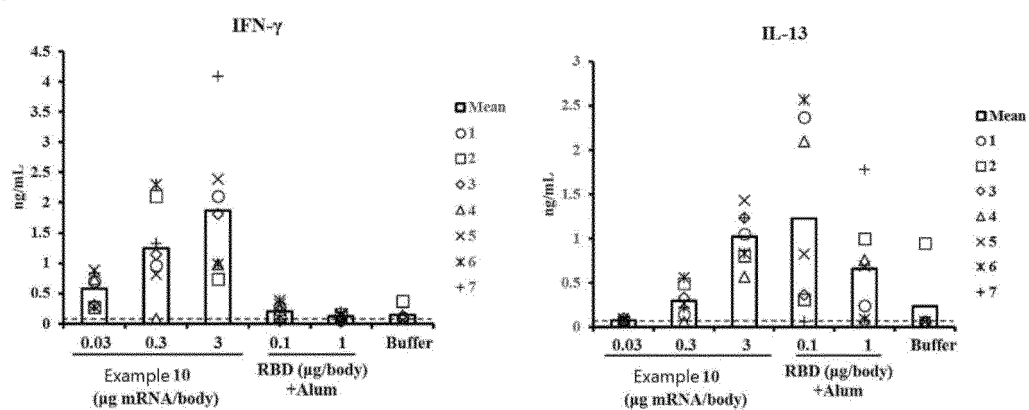 IFN-γ
4.5
4
3.5
3
2.5
2
1.5
1
0.5
0
ng/mL
0.03 0.3 3 0.1 1 Buffer
Example 10
(µg mRNA/body)
RBD (µg/body)
+Alum
Mean
1
2
3
4
5
6
7
IL-13
3
2.5
2
1.5
1
0.5
0
ng/mL
0.03 0.3 3 0.1 1 Buffer
Example 10
(µg mRNA/body)
RBD (µg/body)
+Alum
Mean
1
2
3
4
5
6
7